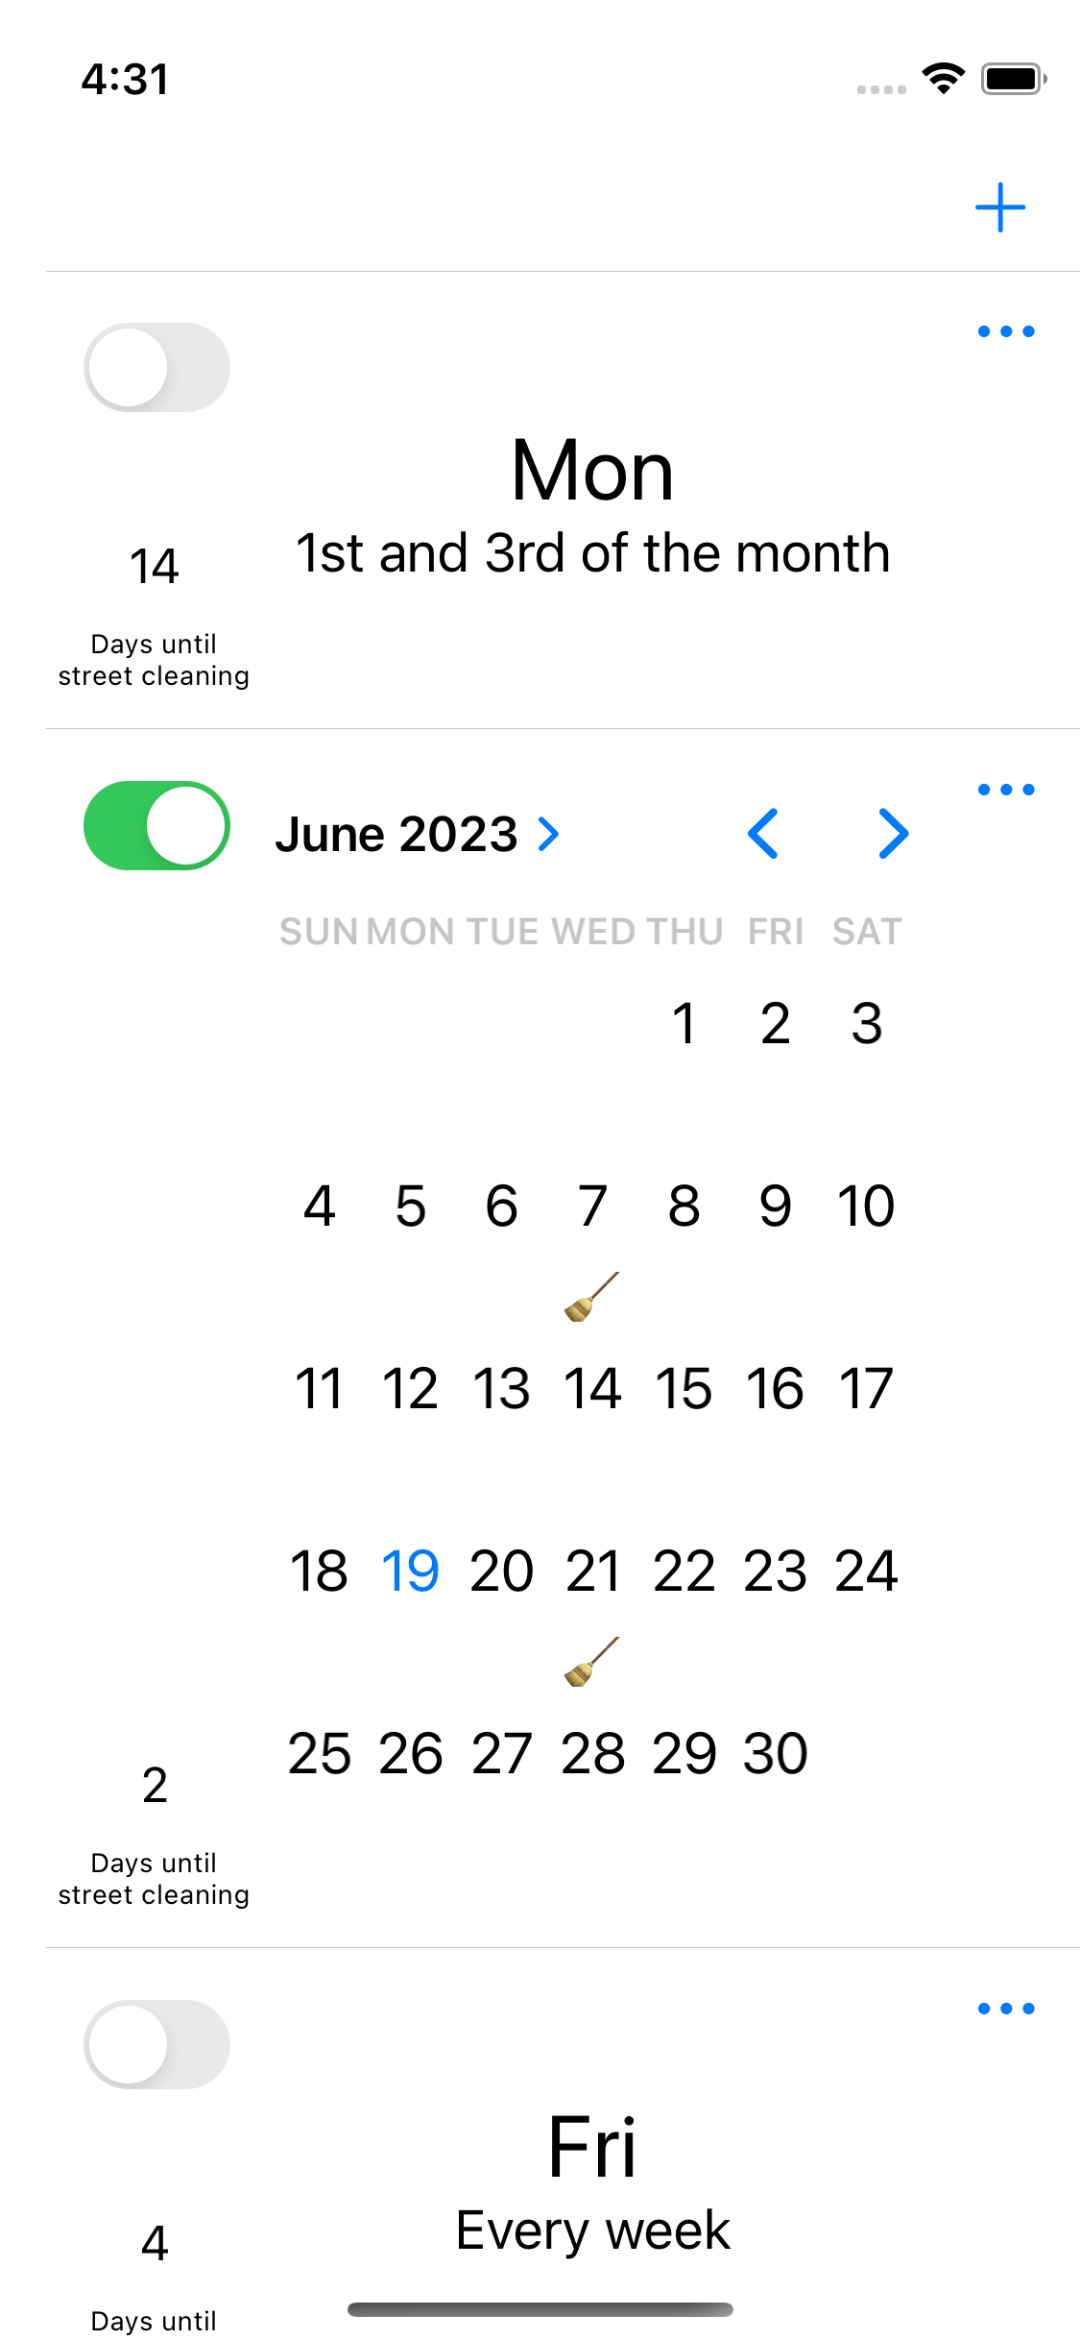 4:31
Mon
1st and 3rd of the month
14
Days until
street cleaning
June 2023
SUN MON TUE WED THU FRI SAT
1 2 3
4 5 6 7 8 9 10
11 12 13 14 15 16 17
18 19 20 21 22 23 24
25 26 27 28 29 30
2
Days until
street cleaning
Fri
Every week
4
Days until